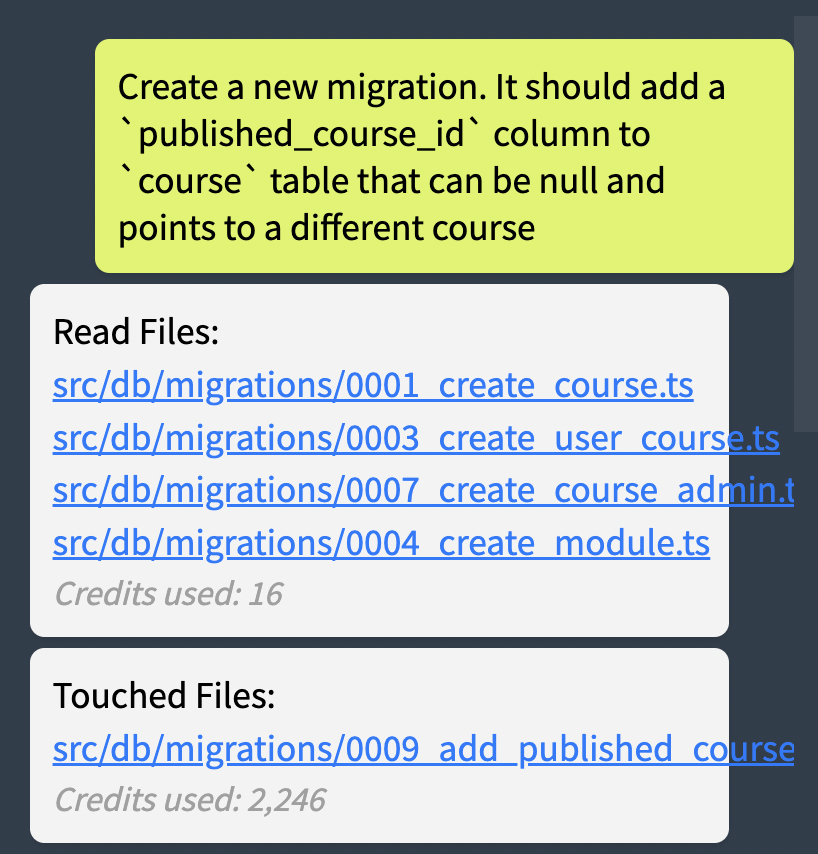 Create a new migration. It should add a
`published_course_id` column to
`course` table that can be null and
points to a different course
Read Files:
src/db/migrations/0001_create_course.ts
src/db/migrations/0003_create_user_course.ts
src/db/migrations/0007_create_course_admin.t
src/db/migrations/0004_create_module.ts
Credits used: 16
Touched Files:
src/db/migrations/0009_add_published_course
Credits used: 2,246